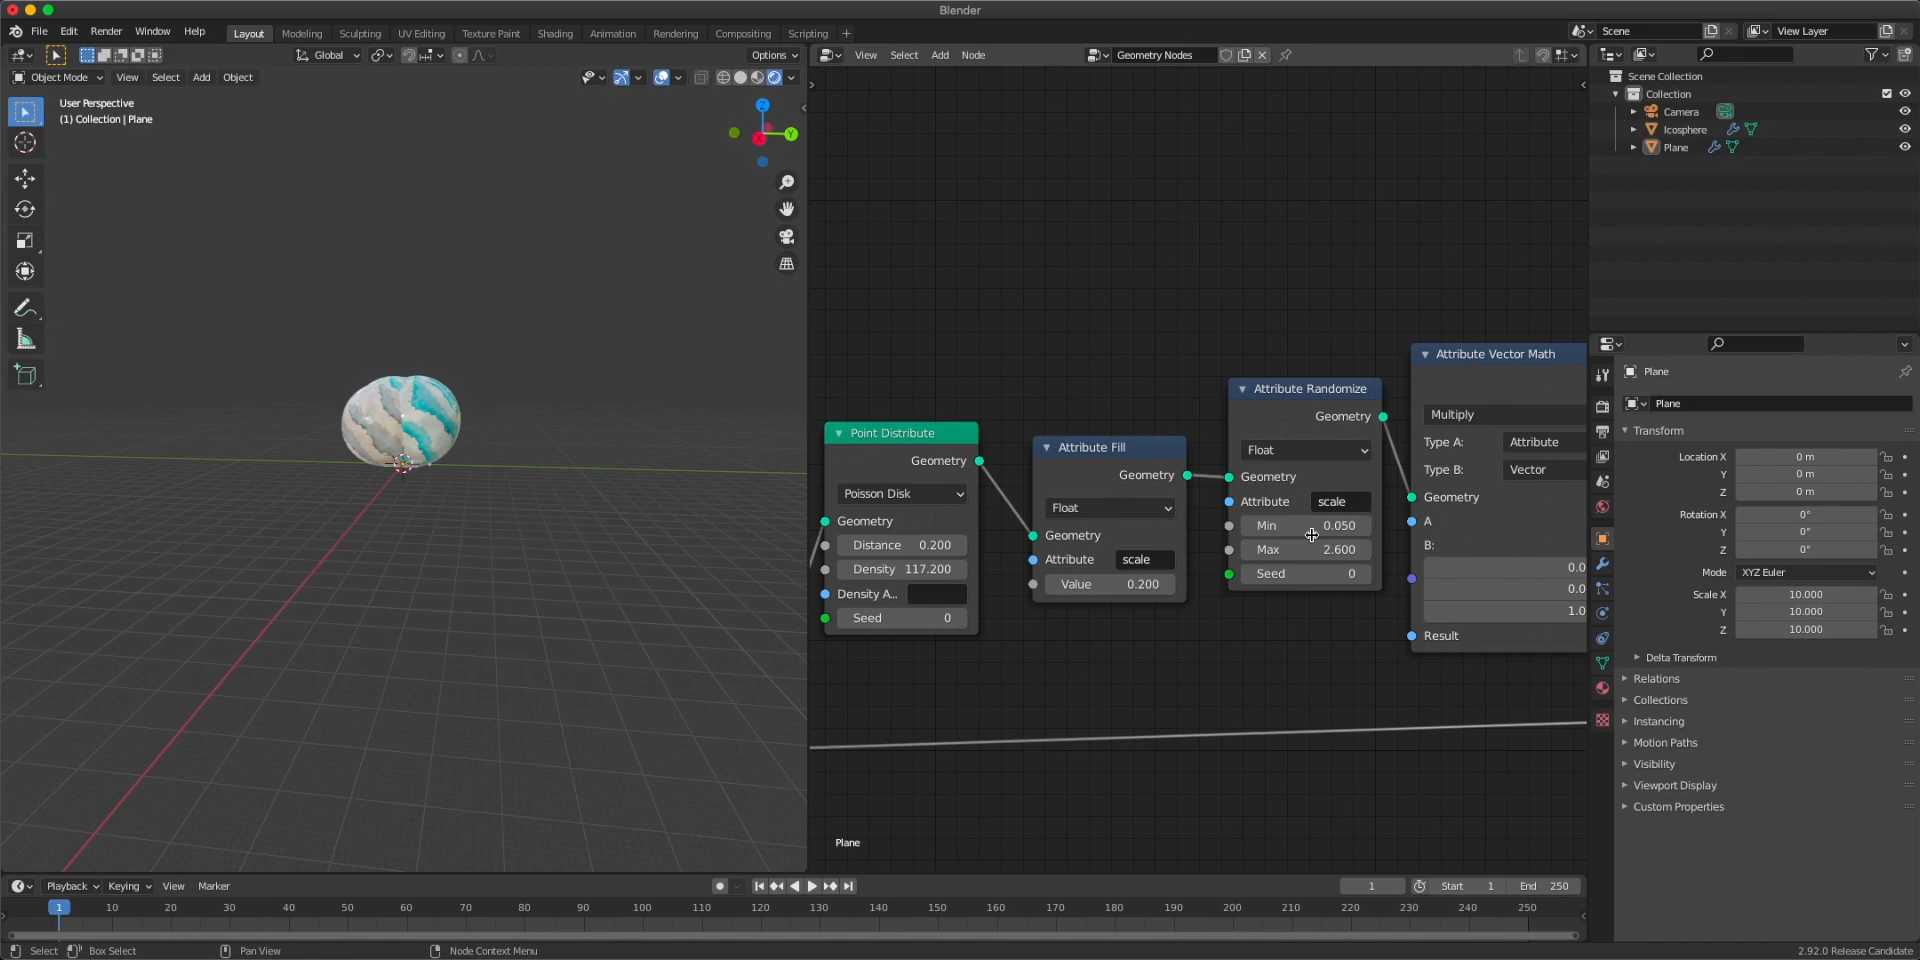 Blender
File Edit Render Window Help
Layout Modeling Sculpting UV Editing Texture Paint Shading Animation Rendering Compositing Scripting +
Scene
View Layer
Global
Options
View Select Add Node
Geometry Nodes
Object Mode View Select Add Object
User Perspective
(1) Collection | Plane
Z
Y
X
Scene Collection
Collection
Camera
Icosphere
Plane
Point Distribute
Geometry
Poisson Disk
Geometry
Distance 0.200
Density 117.200
Density A..
Seed 0
Attribute Fill
Geometry
Float
Geometry
Attribute scale
Value 0.200
Attribute Randomize
Geometry
Float
Geometry
Attribute scale
Min 0.050
Max 2.600
Seed 0
Attribute Vector Math
Multiply
Type A: Attribute
Type B: Vector
Geometry
A
B:
0.0
0.0
1.0
Result
Plane
Plane
Plane
Transform
Location X 0 m
Y 0 m
Z 0 m
Rotation X 0°
Y 0°
Z 0°
Mode XYZ Euler
Scale X 10.000
Y 10.000
Z 10.000
Delta Transform
Relations
Collections
Instancing
Motion Paths
Visibility
Viewport Display
Custom Properties
Playback Keying View Marker
1
Start 1
End 250
1 10 20 30 40 50 60 70 80 90 100 110 120 130 140 150 160 170 180 190 200 210 220 230 240 250
Select Box Select Pan View Node Context Menu
2.92.0 Release Candidate